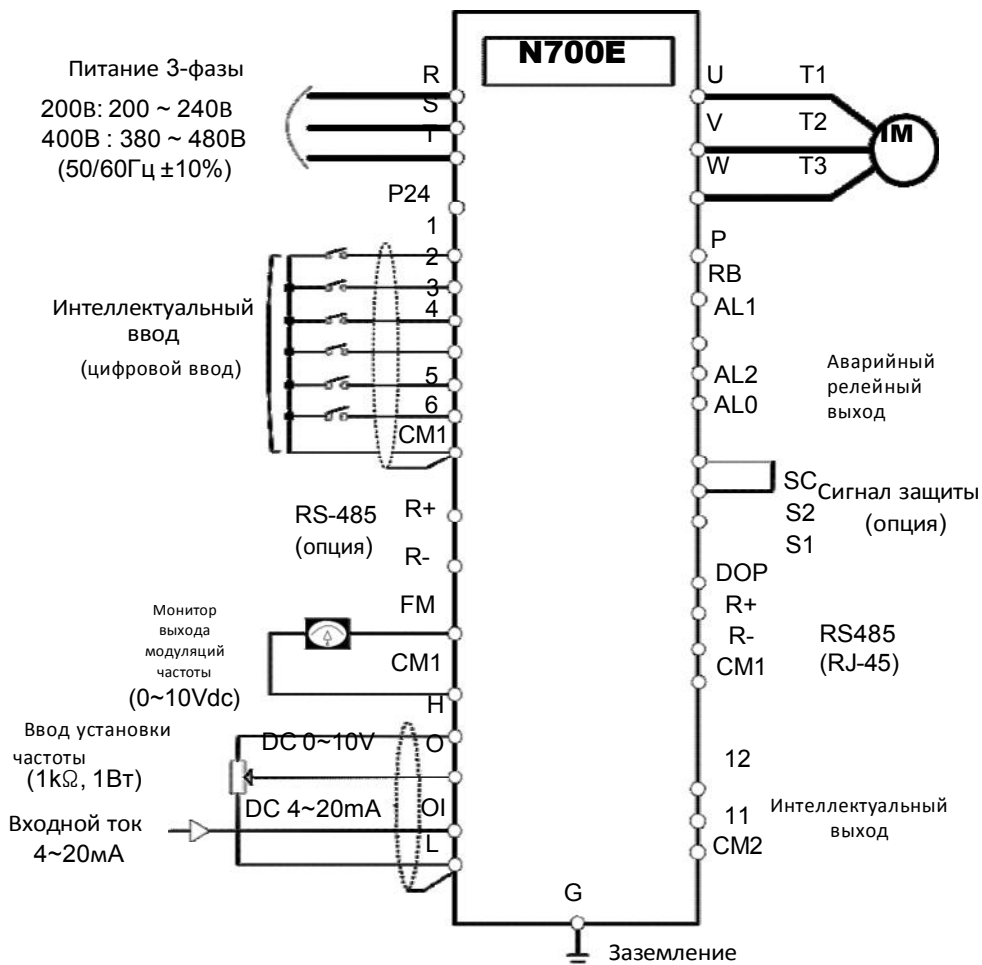 N700E
Питание 3-фазы
200В: 200 ~ 240В
400В : 380 ~ 480В
(50/60Гц ±10%)
R
S
T
U
V
W
T1
T2
T3
IM
P24
1
2
3
4
5
6
CM1
Интеллектуальный
ввод
(цифровой ввод)
P
RB
AL1
AL2
AL0
Аварийный
релейный
выход
SC
S2
S1
Сигнал защиты
(опция)
RS-485
(опция)
R+
R-
DOP
R+
R-
CM1
RS485
(RJ-45)
FM
CM1
Монитор
выхода
модуляций
частоты
(0~10Vdc)
H
O
OI
L
Ввод установки
частоты
(1kΩ, 1Вт)
DC 0~10V
DC 4~20mA
Входной ток
4~20мА
12
11
CM2
Интеллектуальный
выход
G
Заземление